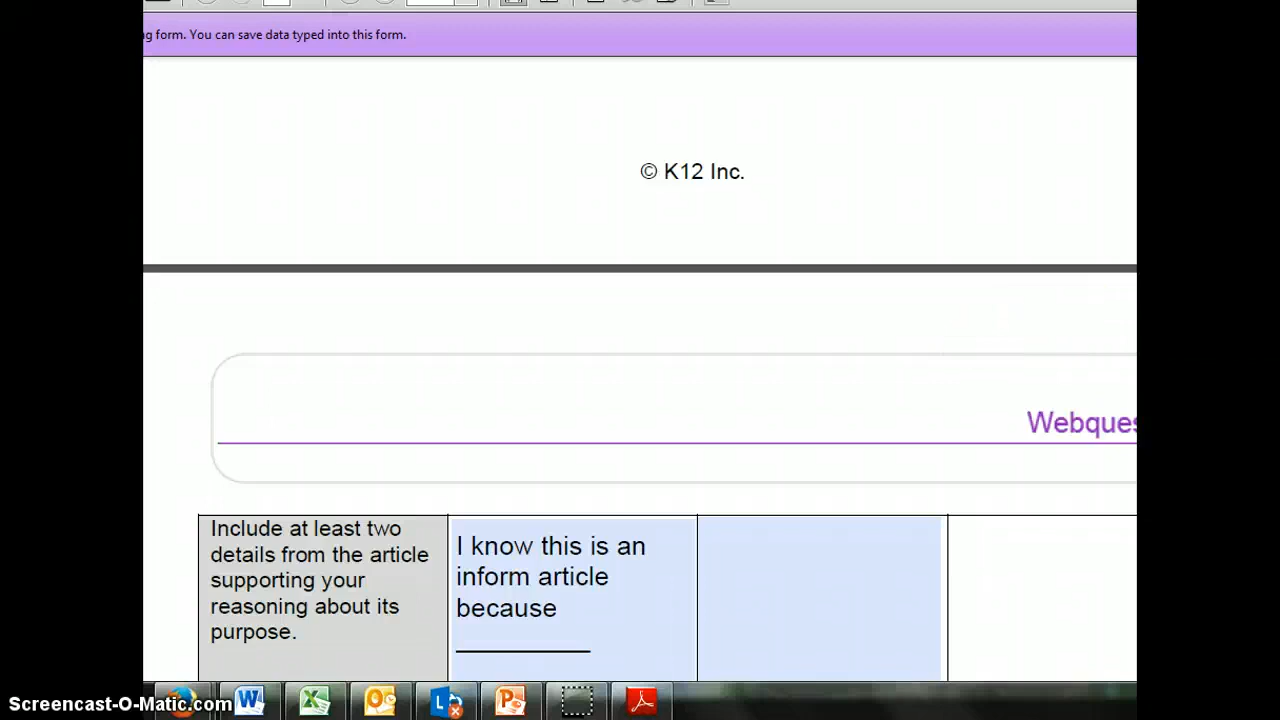 g form. You can save data typed into this form.
© K12 Inc.
Webques
Include at least two
details from the article
supporting your
reasoning about its
purpose.
I know this is an
inform article
because
Screencast-O-Matic.com